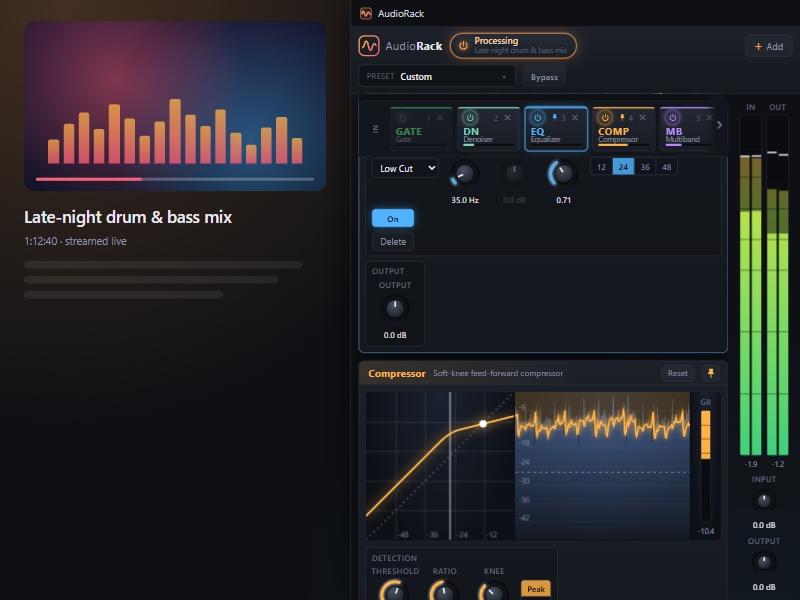 Late-night drum & bass mix
1:12:40 · streamed live
AudioRack
AudioRack
Processing
Late-night drum & bass mix
+ Add
PRESET Custom
Bypass
IN
1 ✕
GATE
Gate
2 ✕
DN
Denoiser
3 ✕
EQ
Equalizer
4 ✕
COMP
Compressor
5 ✕
MB
Multiband
IN OUT
Low Cut
35.0 Hz
0.0 dB
0.71
12 24 36 48
On
Delete
OUTPUT
OUTPUT
0.0 dB
Compressor Soft-knee feed-forward compressor
Reset
-48 -36 -24 -12
-6
-18
-24
-30
-36
-42
GR
-10.4
-1.9 -1.2
INPUT
0.0 dB
OUTPUT
0.0 dB
DETECTION
THRESHOLD RATIO KNEE
Peak